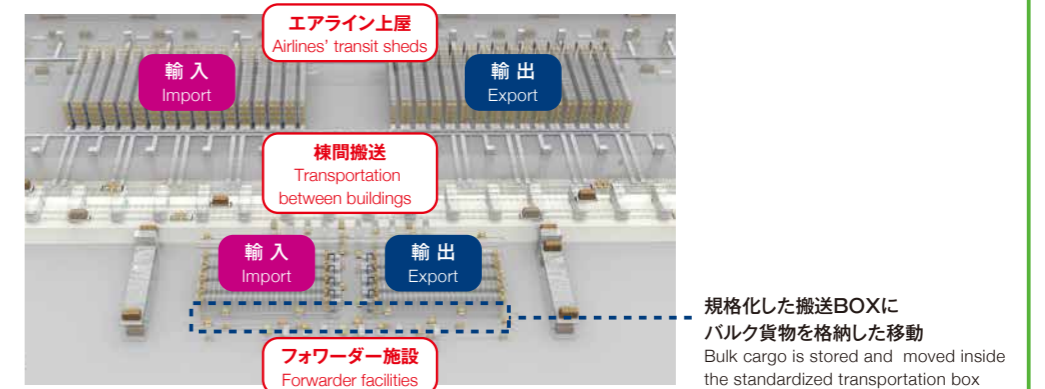 エアライン上屋
Airlines' transit sheds
輸入
Import
輸出
Export
棟間搬送
Transportation
between buildings
輸入
Import
輸出
Export
規格化した搬送BOXに
バルク貨物を格納した移動
Bulk cargo is stored and moved inside
the standardized transportation box
フォワーダー施設
Forwarder facilities